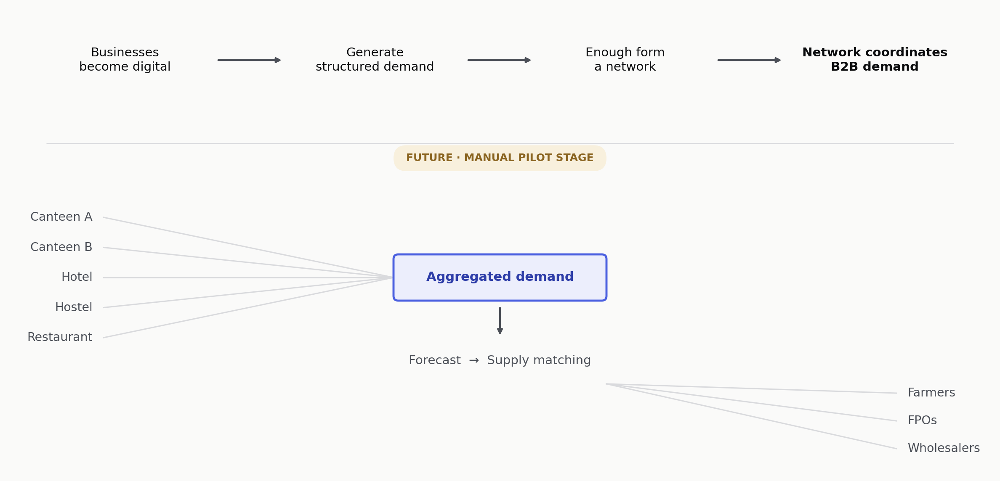 Businesses
become digital
Generate
structured demand
Enough form
a network
Network coordinates
B2B demand
FUTURE · MANUAL PILOT STAGE
Canteen A
Canteen B
Hotel
Hostel
Restaurant
Aggregated demand
Forecast → Supply matching
Farmers
FPOs
Wholesalers